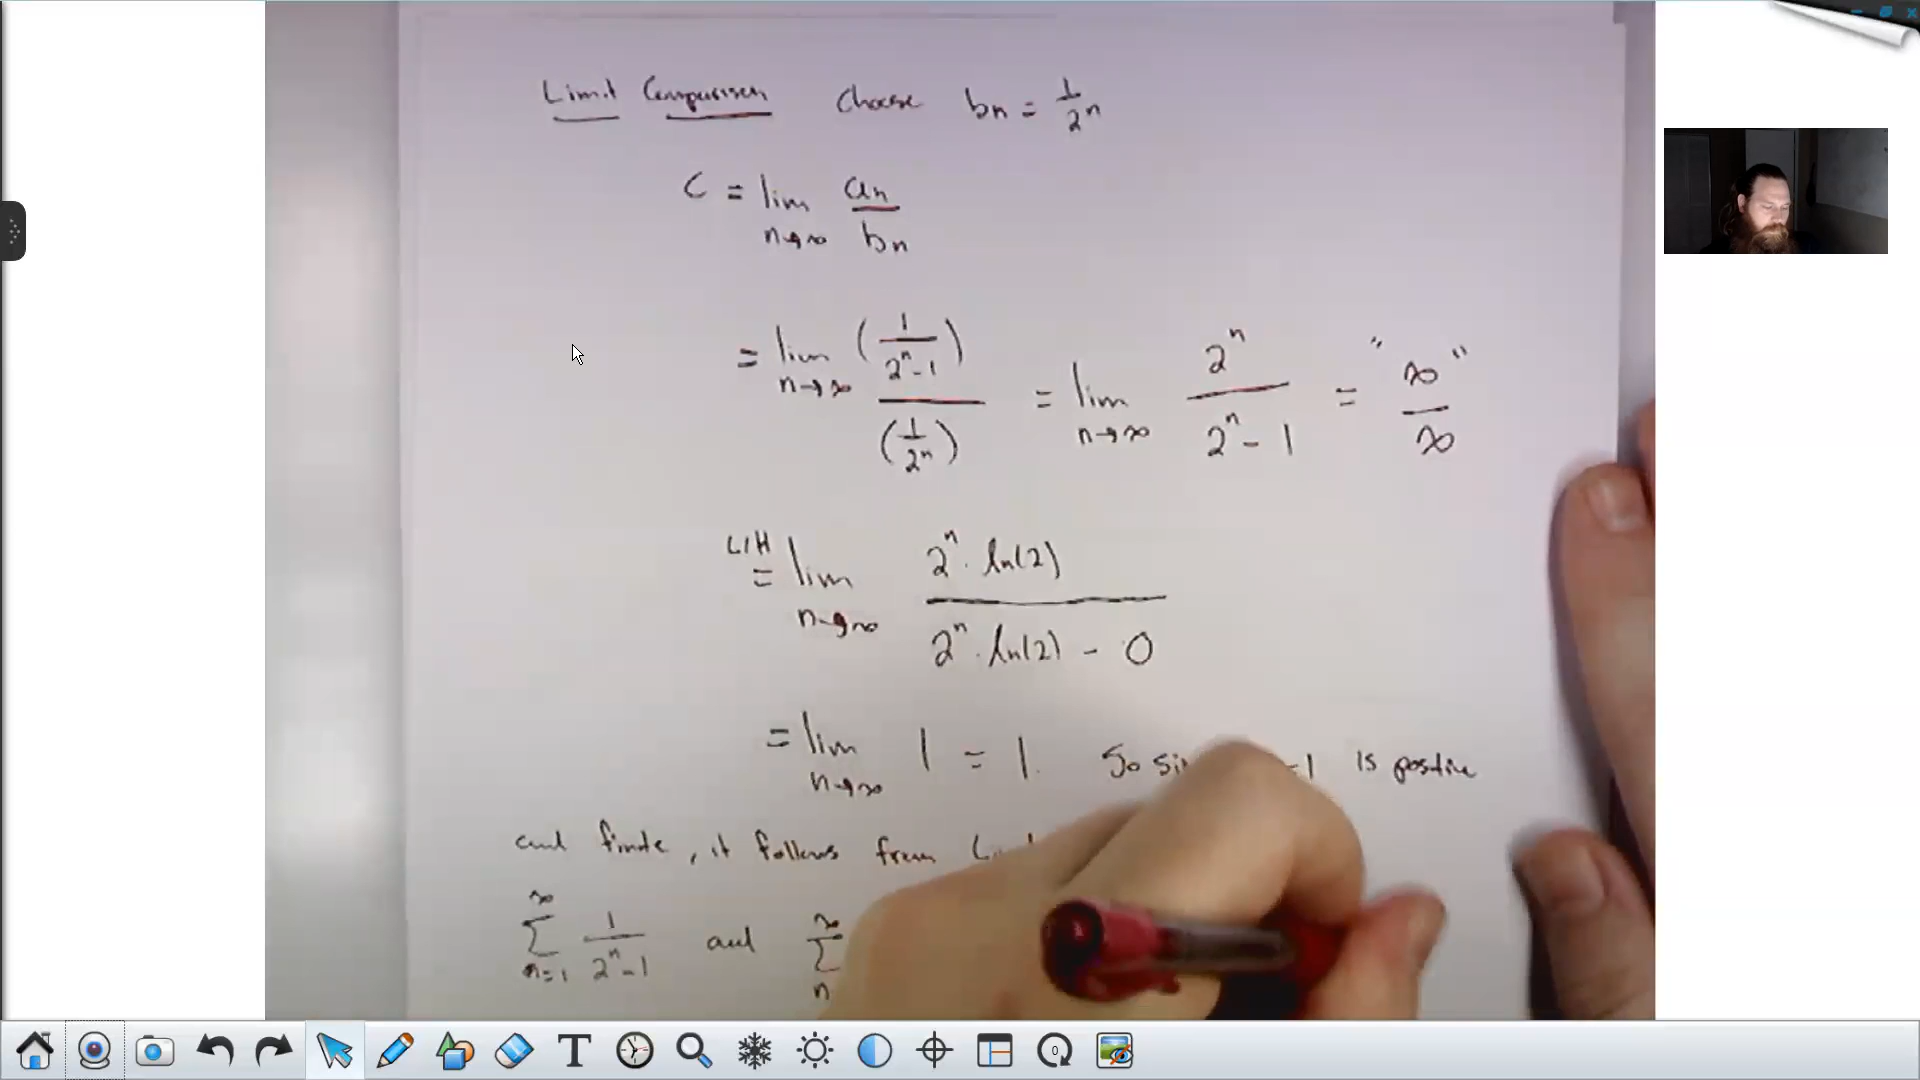 Limit Comparison Choose bn = 1/2^n
C = lim n→∞ an/bn
= lim n→∞ (1/(2^n-1))/(1/2^n) = lim n→∞ 2^n/(2^n - 1) = "∞/∞"
L'H = lim n→∞ (2^n · ln(2))/(2^n · ln(2) - 0)
= lim n→∞ 1 = 1. So 1 is positive
and finite, it follows from
∞∑n=1 1/(2^n-1) and ∞∑n
T
0